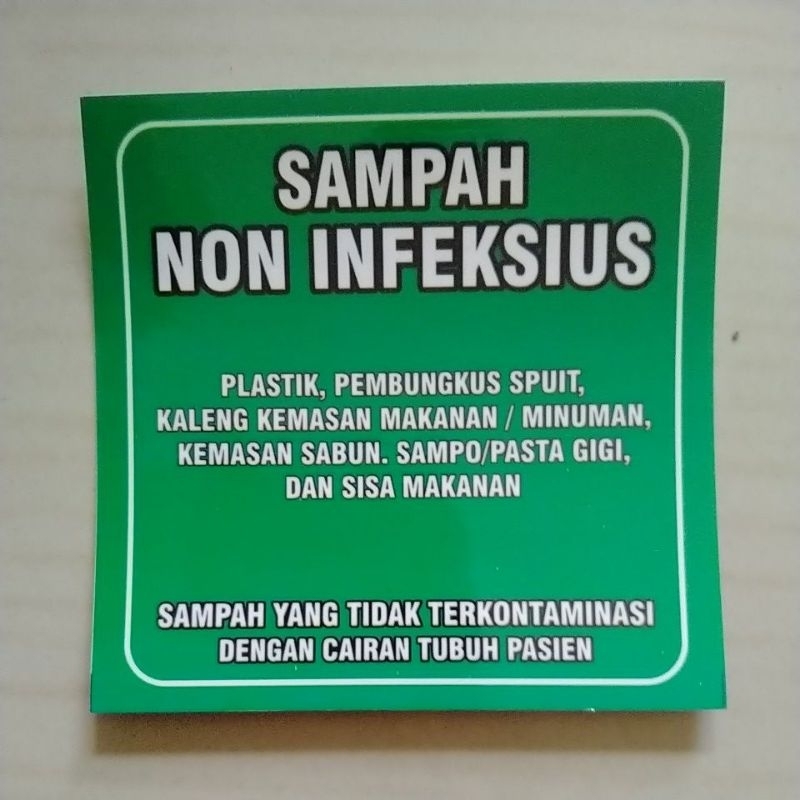 SAMPAH
NON INFEKSIUS
PLASTIK, PEMBUNGKUS SPUIT,
KALENG KEMASAN MAKANAN / MINUMAN,
KEMASAN SABUN. SAMPO/PASTA GIGI,
DAN SISA MAKANAN
SAMPAH YANG TIDAK TERKONTAMINASI
DENGAN CAIRAN TUBUH PASIEN